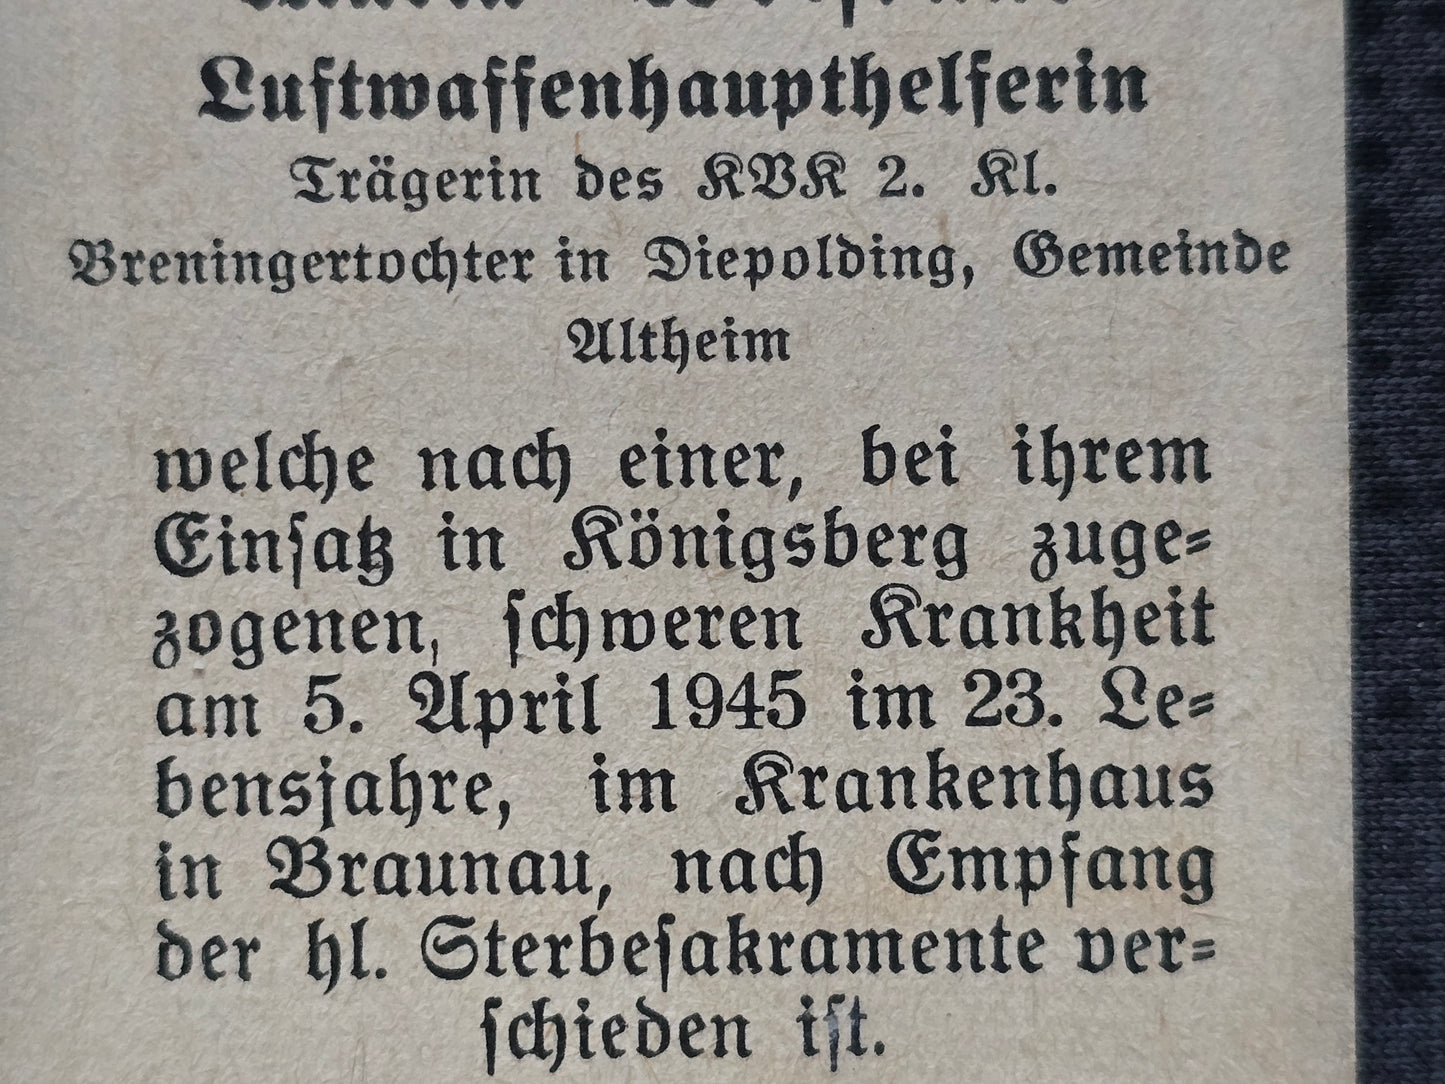 Luftwaffenhaupthelferin
Trägerin des KVK 2. Kl.
Breningertochter in Diepolding, Gemeinde
Altheim
welche nach einer, bei ihrem
Einsatz in Königsberg zuge-
zogenen, schweren Krankheit
am 5. April 1945 im 23. Le-
bensjahre, im Krankenhaus
in Braunau, nach Empfang
der hl. Sterbesakramente ver-
schieden ist.